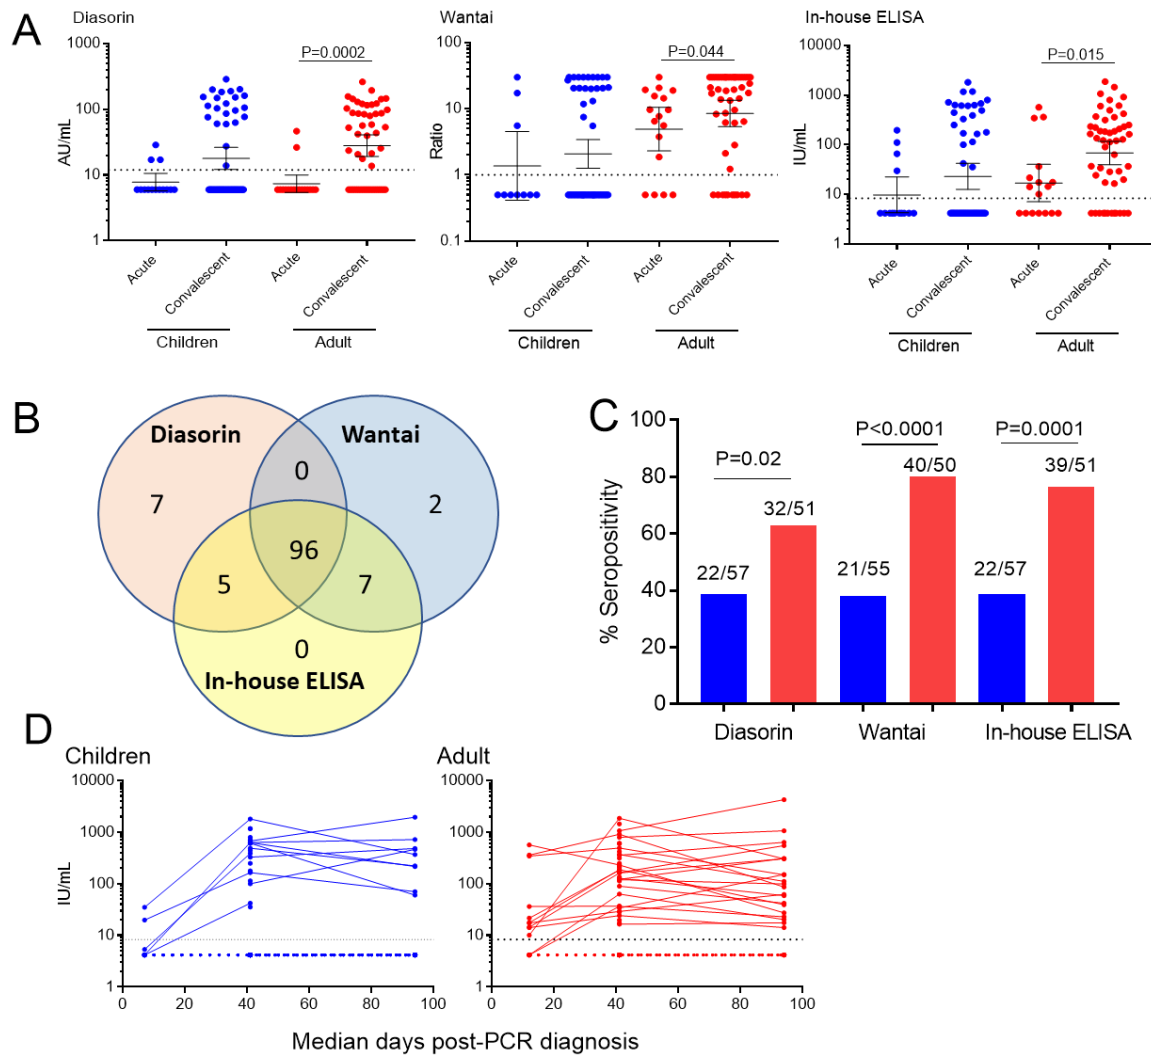 A
Diasorin
AU/mL
1000
100
10
1
P=0.0002
Acute
Convalescent
Acute
Convalescent
Children
Adult
Wantai
Ratio
100
10
1
0.1
P=0.044
Acute
Convalescent
Acute
Convalescent
Children
Adult
In-house ELISA
IU/mL
10000
1000
100
10
1
P=0.015
Acute
Convalescent
Acute
Convalescent
Children
Adult
B
Diasorin
Wantai
0
7
2
96
5
7
0
In-house ELISA
C
% Seropositivity
100
80
60
40
20
0
P=0.02
P<0.0001
P=0.0001
22/57
32/51
21/55
40/50
22/57
39/51
Diasorin
Wantai
In-house ELISA
D
Children
IU/mL
10000
1000
100
10
1
0
20
40
60
80
100
Adult
10000
1000
100
10
1
0
20
40
60
80
100
Median days post-PCR diagnosis